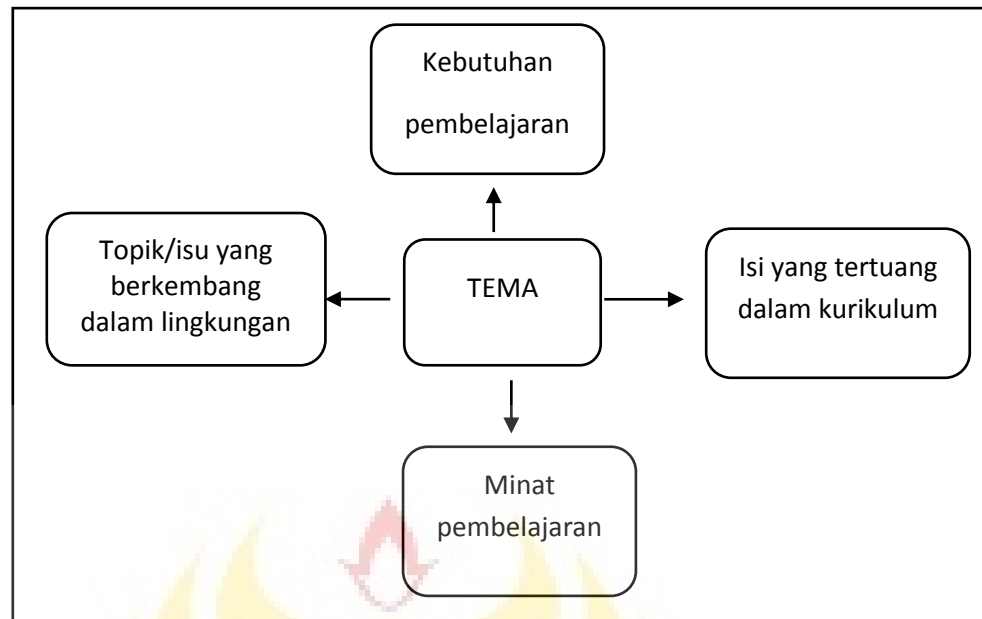 Kebutuhan
pembelajaran
Topik/isu yang
berkembang
dalam lingkungan
TEMA
Isi yang tertuang
dalam kurikulum
Minat
pembelajaran